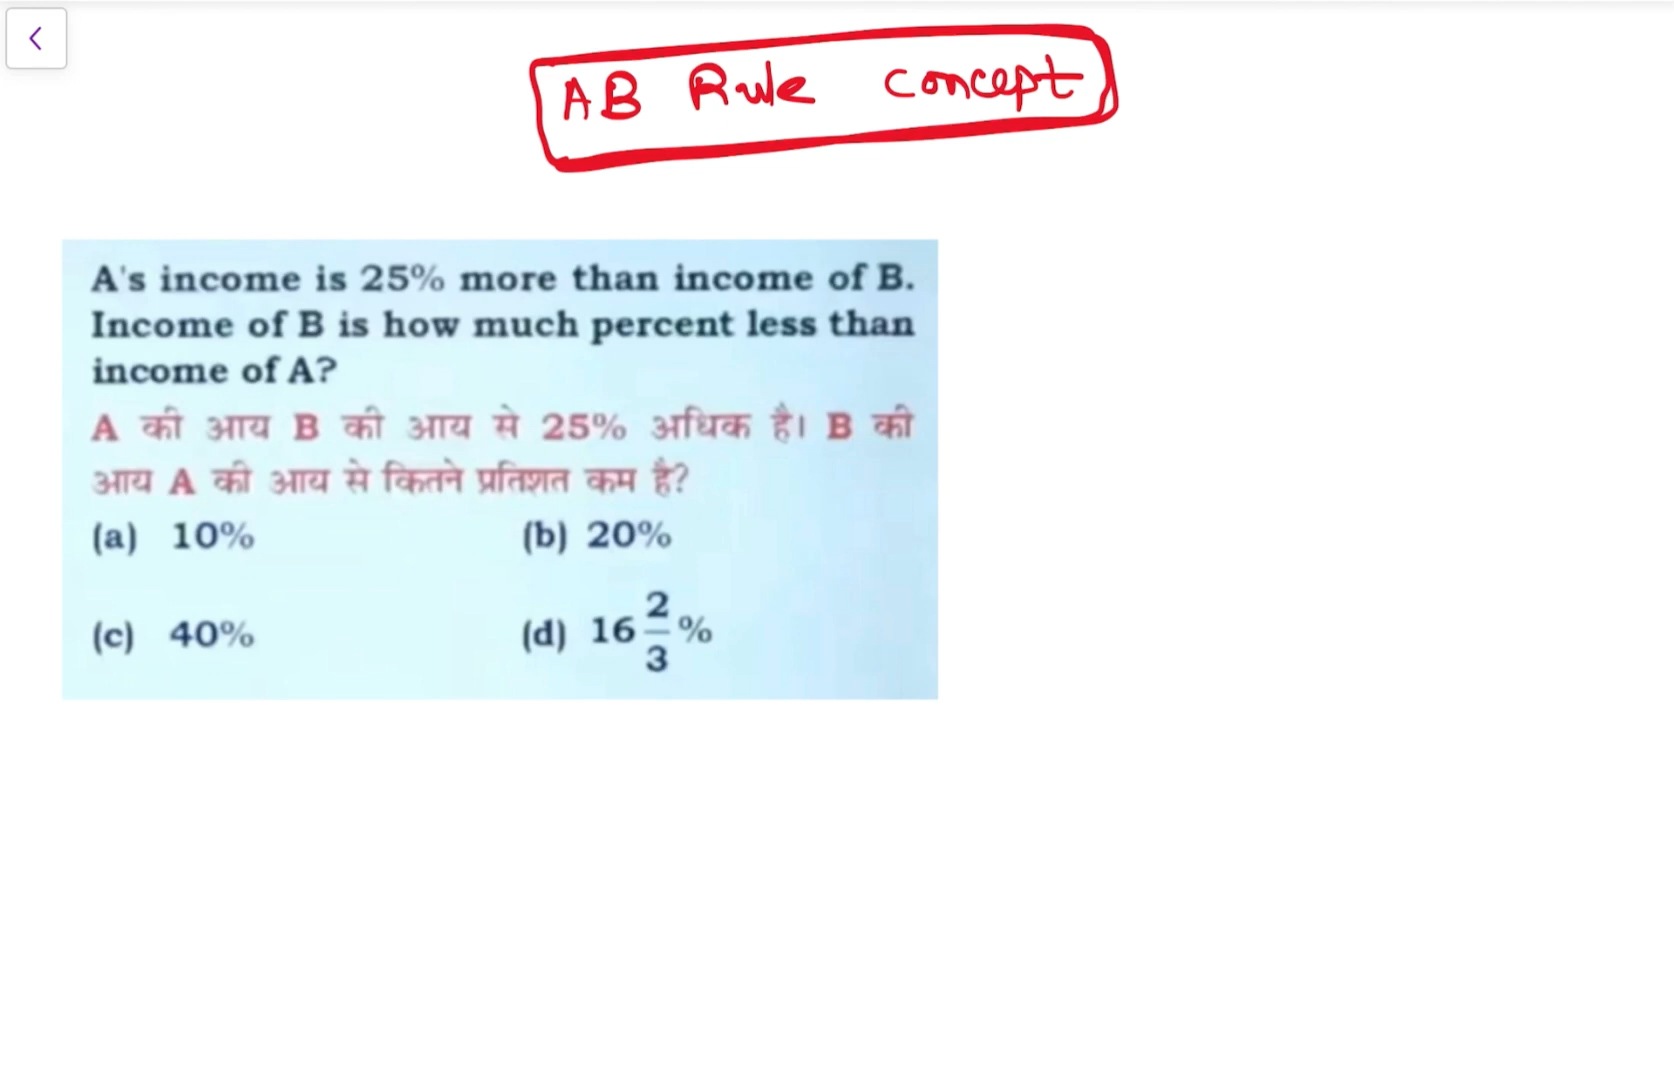 AB Rule concept
A's income is 25% more than income of B.
Income of B is how much percent less than
income of A?
A की आय B की आय से 25% अधिक है। B की
आय A की आय से कितने प्रतिशत कम है?
(a) 10% (b) 20%
(c) 40% (d) 16 2/3 %